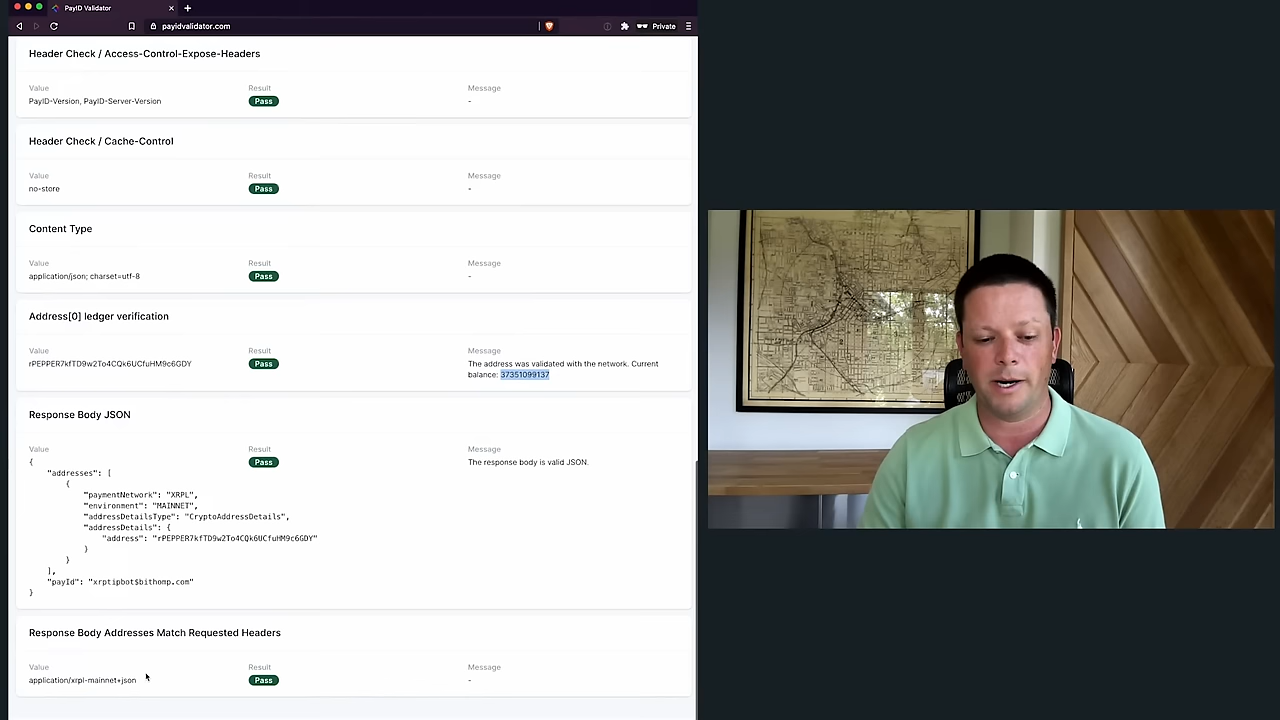 PayID Validator
payidvalidator.com
Private
Header Check / Access-Control-Expose-Headers
Value
Result
Message
PayID-Version, PayID-Server-Version
Pass
-
Header Check / Cache-Control
Value
Result
Message
no-store
Pass
-
Content Type
Value
Result
Message
application/json; charset=utf-8
Pass
-
Address[0] ledger verification
Value
Result
Message
rPEPPER7kfTD9w2To4CQk6UCfuHM9c6GDY
Pass
The address was validated with the network. Current
balance: 37351099137
Response Body JSON
Value
Result
Message
Pass
The response body is valid JSON.
{
"addresses": [
{
"paymentNetwork": "XRPL",
"environment": "MAINNET",
"addressDetailsType": "CryptoAddressDetails",
"addressDetails": {
"address": "rPEPPER7kfTD9w2To4CQk6UCfuHM9c6GDY"
}
}
],
"payId": "xrptipbot$bithomp.com"
}
Response Body Addresses Match Requested Headers
Value
Result
Message
application/xrpl-mainnet+json
Pass
-